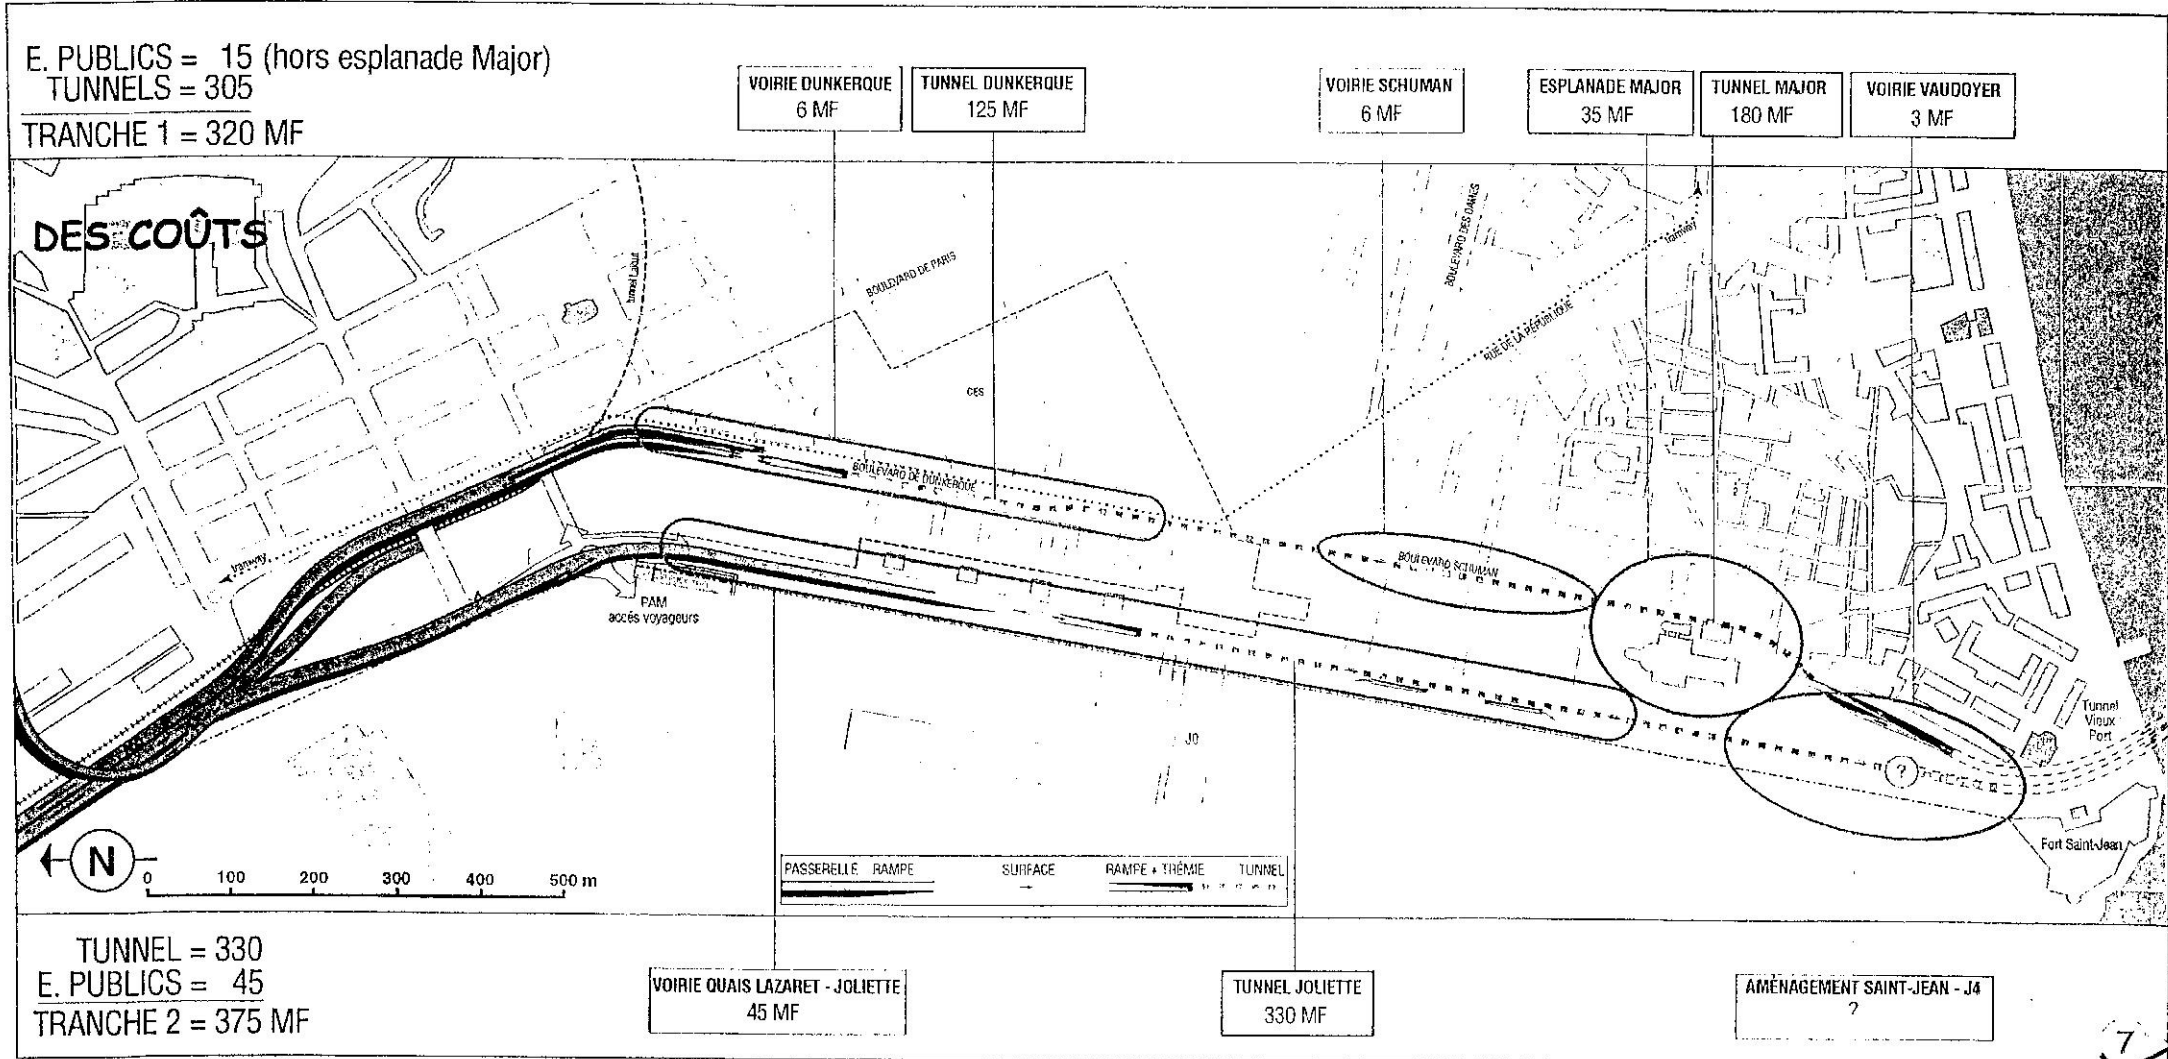 E. PUBLICS = 15 (hors esplanade Major)
TUNNELS = 305
TRANCHE 1 = 320 MF
VOIRIE DUNKERQUE
6 MF
TUNNEL DUNKERQUE
125 MF
VOIRIE SCHUMAN
6 MF
ESPLANADE MAJOR
35 MF
TUNNEL MAJOR
180 MF
VOIRIE VAUDOYER
3 MF
DES COÛTS
BOULEVARD DE PARIS
BOULEVARD DES DAMES
tramway
RUE DE LA RÉPUBLIQUE
CES
BOULEVARD DE DUNKERQUE
BOULEVARD SCHUMAN
tramway
PAM
accès voyageurs
J0
?
Tunnel
Vieux
Port
Fort Saint-Jean
N
0 100 200 300 400 500 m
PASSERELLE RAMPE SURFACE RAMPE + TRÉMIE TUNNEL
TUNNEL = 330
E. PUBLICS = 45
TRANCHE 2 = 375 MF
VOIRIE QUAIS LAZARET - JOLIETTE
45 MF
TUNNEL JOLIETTE
330 MF
AMÉNAGEMENT SAINT-JEAN - J4
?
7